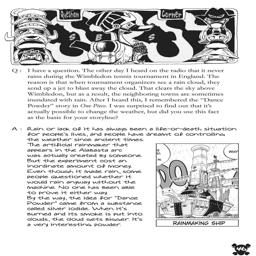 Question Corner
Q: I have a question. The other day I heard on the radio that it never
rains during the Wimbledon tennis tournament in England. The
reason is that when tournament organizers see a rain cloud, they
send up a jet to blast away the cloud. That clears the sky above
Wimbledon, but as a result, the neighboring towns are sometimes
inundated with rain. After I heard this, I remembered the "Dance
Powder" story in One Piece. I was surprised to find out that it's
actually possible to change the weather, but did you use this fact
as the basis for your storyline?
A: Rain or lack of it has always been a life-or-death situation
for people's lives, and people have dreamt of controlling
the weather since ancient times.
The artificial rainmaker that
appears in the Alabasta arc
was actually created by someone.
But the experiment cost an
inordinate amount of money.
Even though it made rain, some
people questioned whether it
would rain anyway without the
machine. No one has been able
to prove it either way.
By the way, the idea for "Dance
Powder" came from a substance
called silver iodide. When it's
burned and its smoke is put into
clouds, the cloud gets bigger. It's
a very interesting powder.
RAINMAKING SHIP